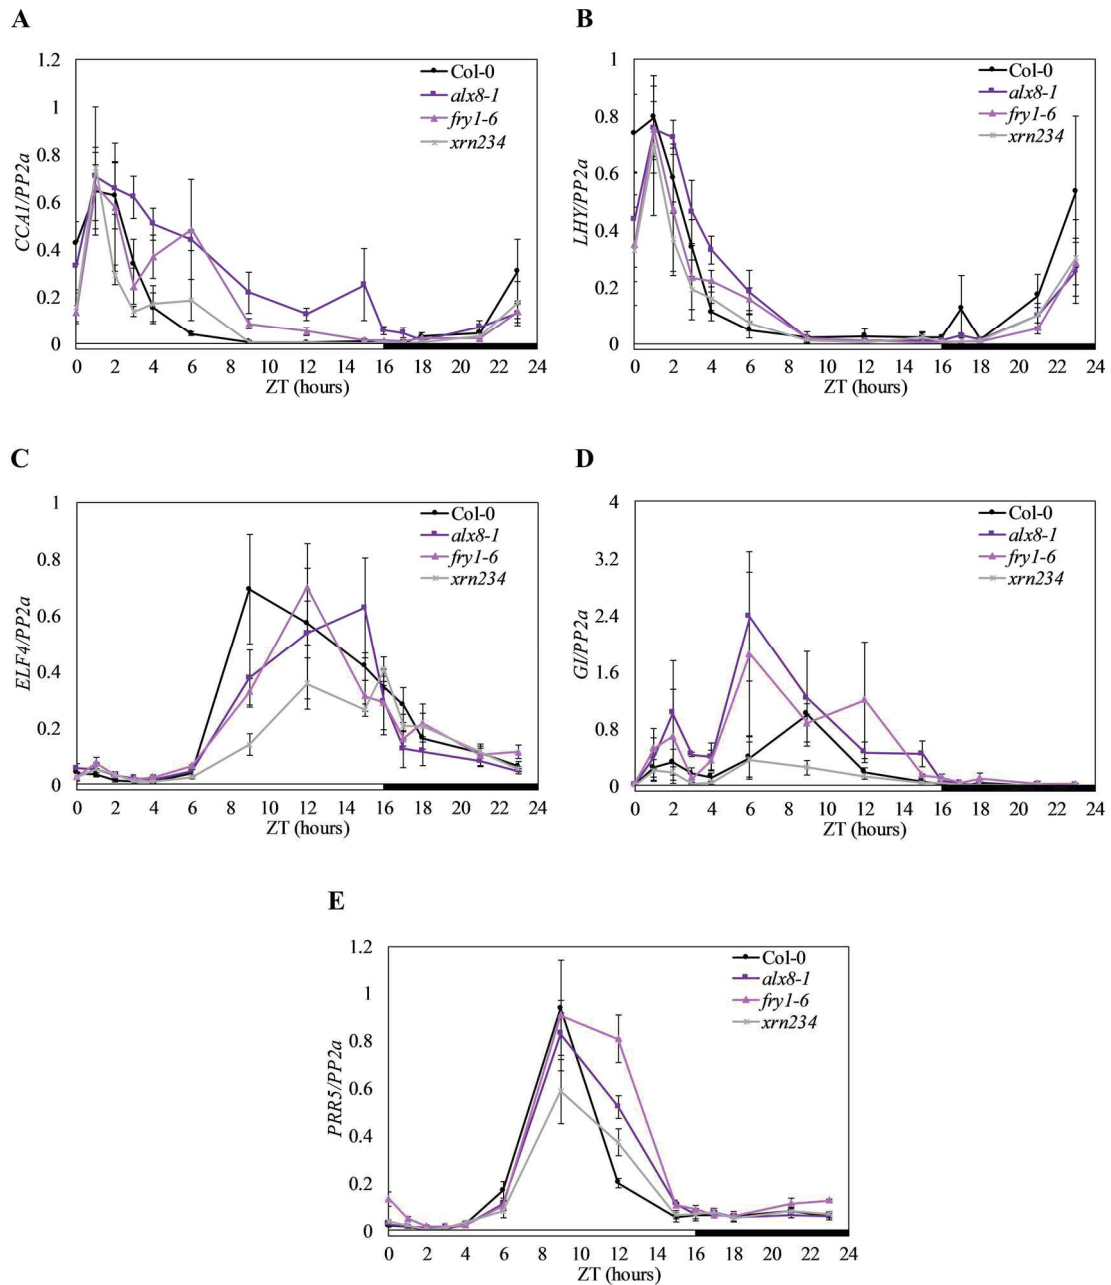 A
CCA1/PP2a
1.2
1
0.8
0.6
0.4
0.2
0
Col-0
alx8-1
fry1-6
xrn234
0 2 4 6 8 10 12 14 16 18 20 22 24
ZT (hours)
B
LHY/PP2a
1
0.8
0.6
0.4
0.2
0
Col-0
alx8-1
fry1-6
xrn234
0 2 4 6 8 10 12 14 16 18 20 22 24
ZT (hours)
C
ELF4/PP2a
1
0.8
0.6
0.4
0.2
0
Col-0
alx8-1
fry1-6
xrn234
0 2 4 6 8 10 12 14 16 18 20 22 24
ZT (hours)
D
GI/PP2a
4
3.2
2.4
1.6
0.8
0
Col-0
alx8-1
fry1-6
xrn234
0 2 4 6 8 10 12 14 16 18 20 22 24
ZT (hours)
E
PRR5/PP2a
1.2
1
0.8
0.6
0.4
0.2
0
Col-0
alx8-1
fry1-6
xrn234
0 2 4 6 8 10 12 14 16 18 20 22 24
ZT (hours)